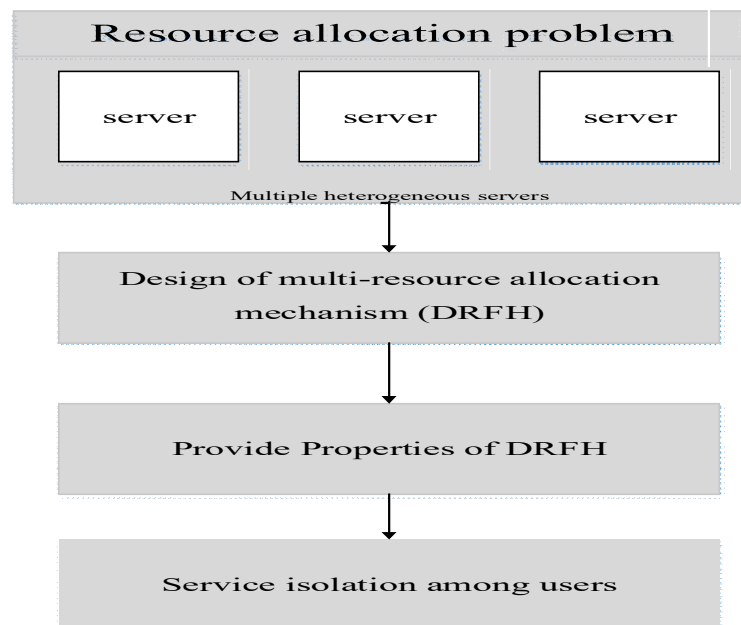 Resource allocation problem
server server server
Multiple heterogeneous servers
Design of multi-resource allocation
mechanism (DRFH)
Provide Properties of DRFH
Service isolation among users